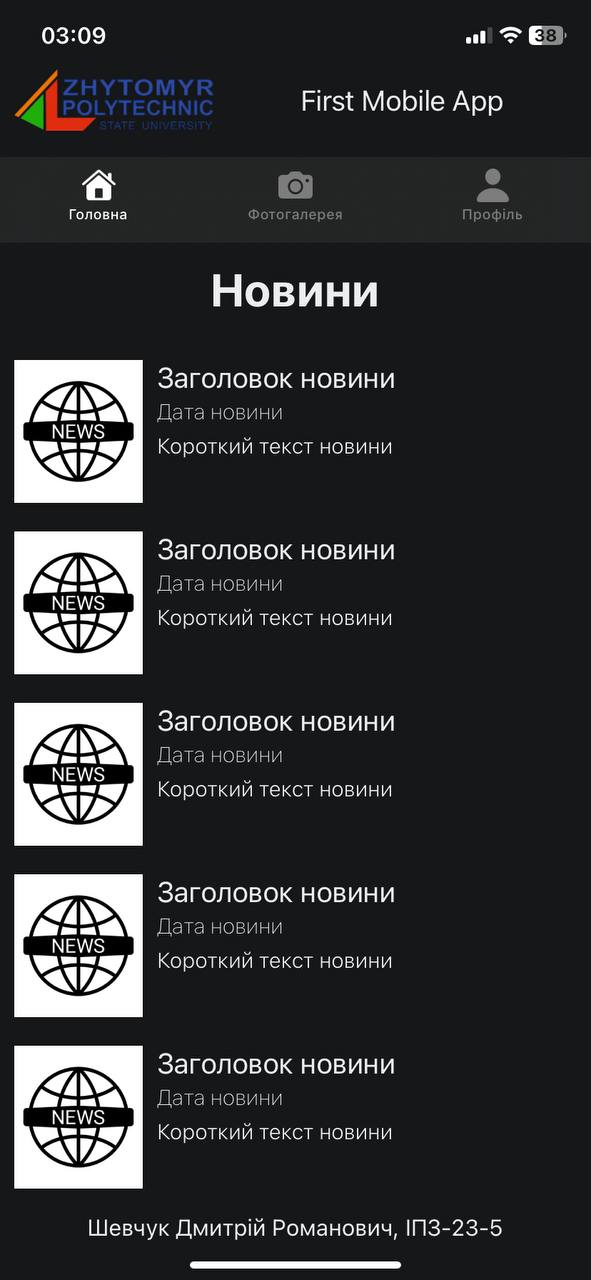 03:09
38
ZHYTOMYR
POLYTECHNIC
STATE UNIVERSITY
First Mobile App
Головна
Фотогалерея
Профіль
Новини
NEWS
Заголовок новини
Дата новини
Короткий текст новини
NEWS
Заголовок новини
Дата новини
Короткий текст новини
NEWS
Заголовок новини
Дата новини
Короткий текст новини
NEWS
Заголовок новини
Дата новини
Короткий текст новини
NEWS
Заголовок новини
Дата новини
Короткий текст новини
Шевчук Дмитрій Романович, ІПЗ-23-5